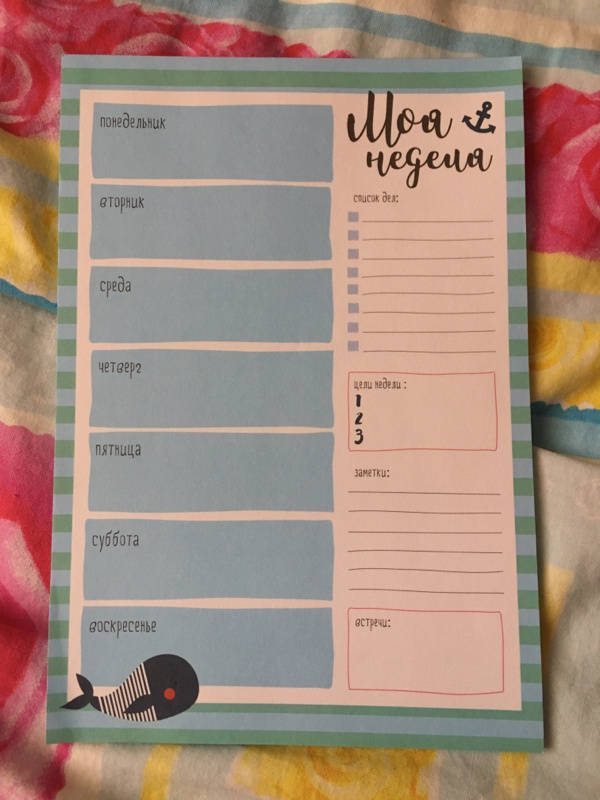 Моя
неделя
понедельник
вторник
среда
четверг
пятница
суббота
воскресенье
список дел:
цели недели :
1
2
3
заметки:
встречи: